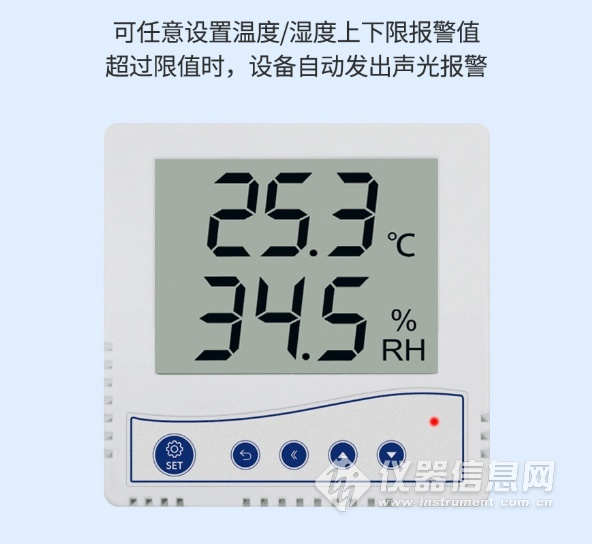 可任意设置温度/湿度上下限报警值
超过限值时，设备自动发出声光报警
25.3 ℃
34.5 % RH
SET
仪器信息网
www.instrument.com.cn